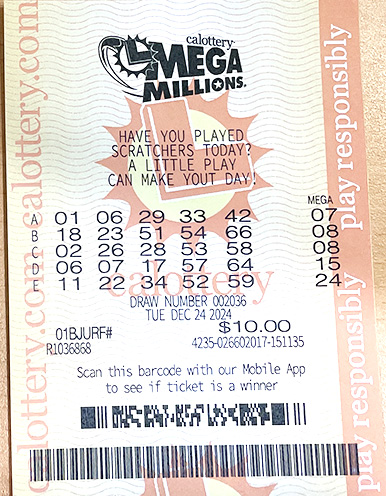 calottery
MEGA
MILLIONS
HAVE YOU PLAYED
SCRATCHERS TODAY?
A LITTLE PLAY
CAN MAKE YOUT DAY!
MEGA
A 01 06 29 33 42 07
B 18 23 51 54 66 08
C 02 26 28 53 58 08
D 06 07 17 57 64 15
E 11 22 34 52 59 24
calottery
DRAW NUMBER 002036
TUE DEC 24 2024
01BJURF# $10.00
R1036868 4235-026602017-151135
Scan this barcode with our Mobile App
to see if ticket is a winner
calottery.com calottery.com
play responsibly play responsibly